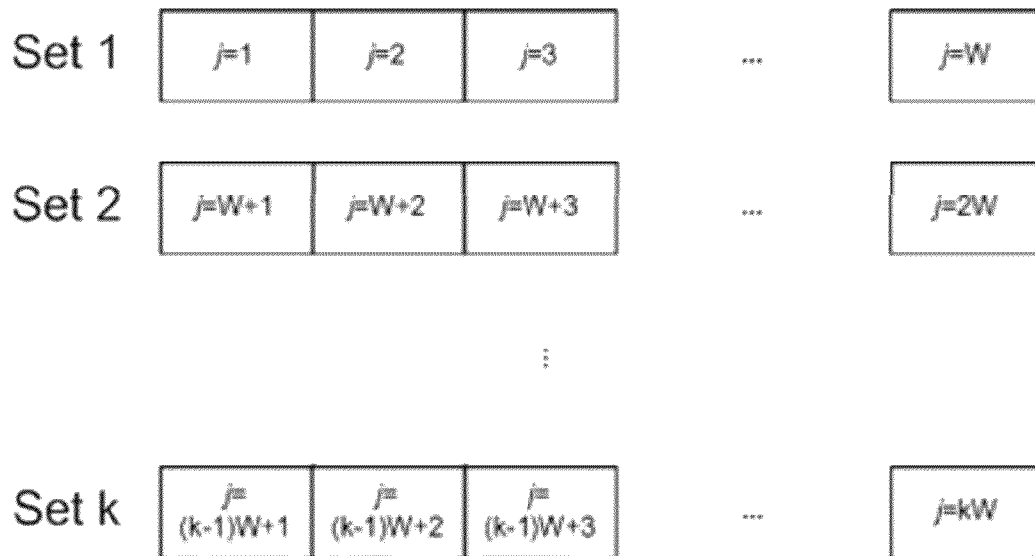 Set 1 j=1 j=2 j=3 ... j=W
Set 2 j=W+1 j=W+2 j=W+3 ... j=2W
⋮
Set k j= (k-1)W+1 j= (k-1)W+2 j= (k-1)W+3 ... j=kW